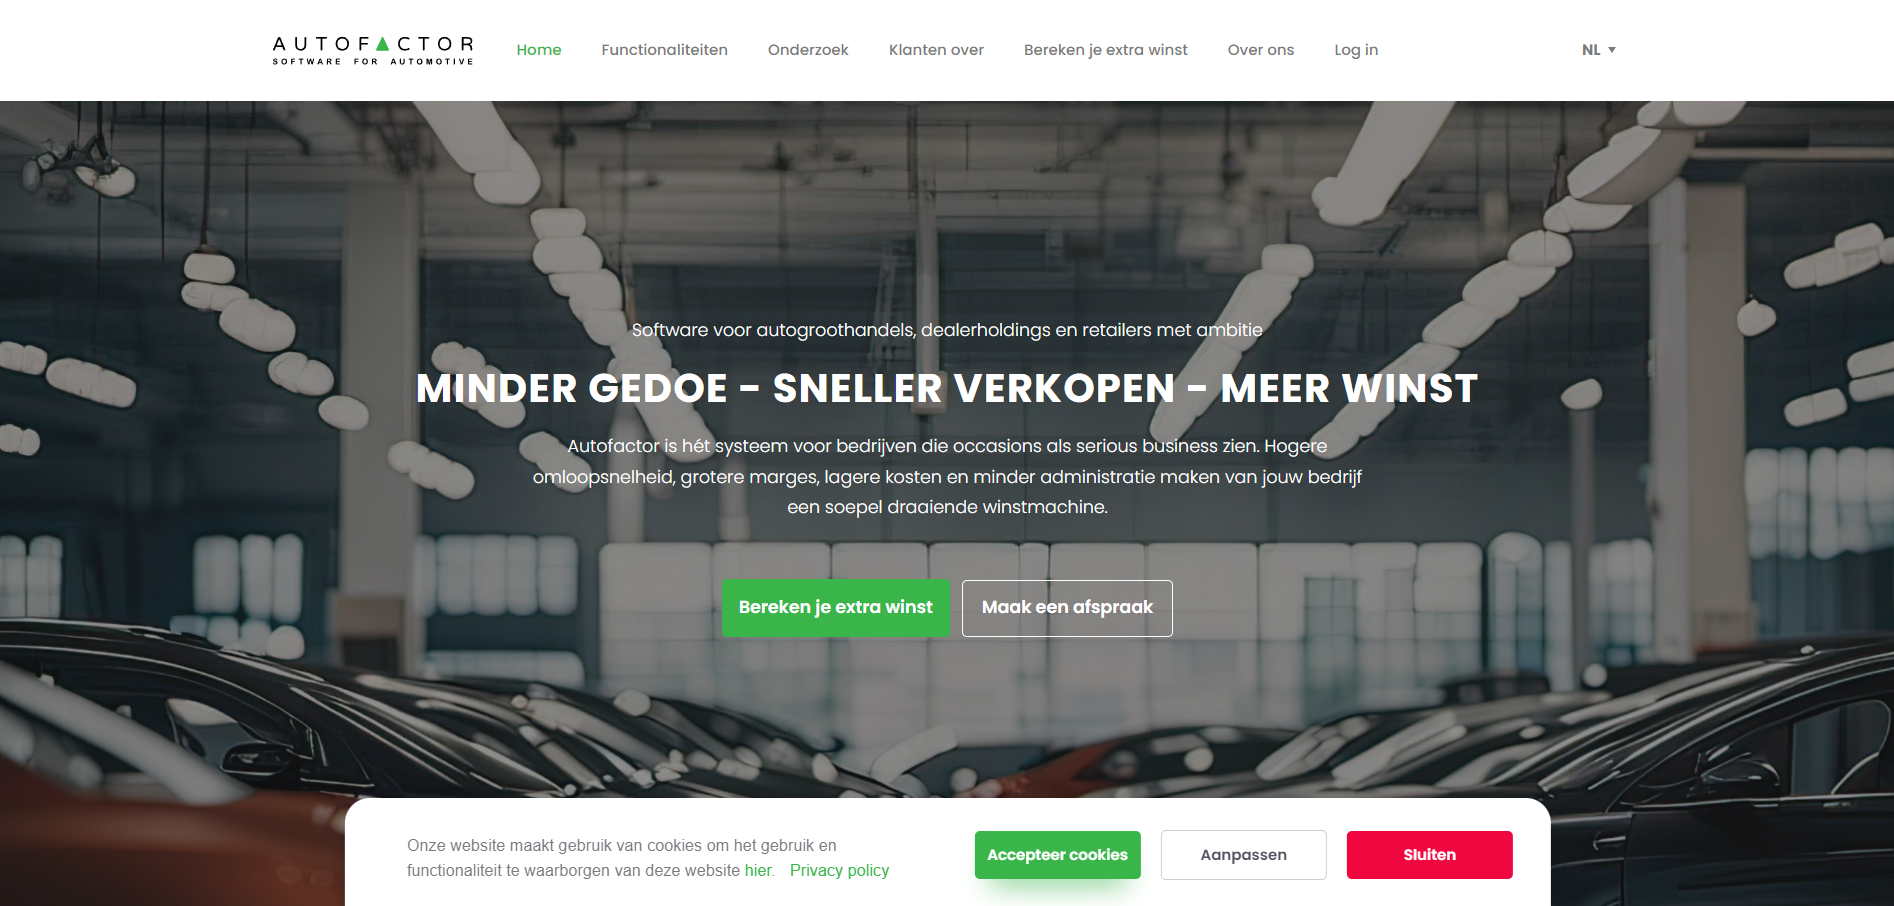 AUTOFACTOR
SOFTWARE FOR AUTOMOTIVE
Home
Functionaliteiten
Onderzoek
Klanten over
Bereken je extra winst
Over ons
Log in
NL
Software voor autogroothandels, dealerholdings en retailers met ambitie
MINDER GEDOE - SNELLER VERKOPEN - MEER WINST
Autofactor is hét systeem voor bedrijven die occasions als serious business zien. Hogere
omloopsnelheid, grotere marges, lagere kosten en minder administratie maken van jouw bedrijf
een soepel draaiende winstmachine.
Bereken je extra winst
Maak een afspraak
Onze website maakt gebruik van cookies om het gebruik en
functionaliteit te waarborgen van deze website hier. Privacy policy
Accepteer cookies
Aanpassen
Sluiten